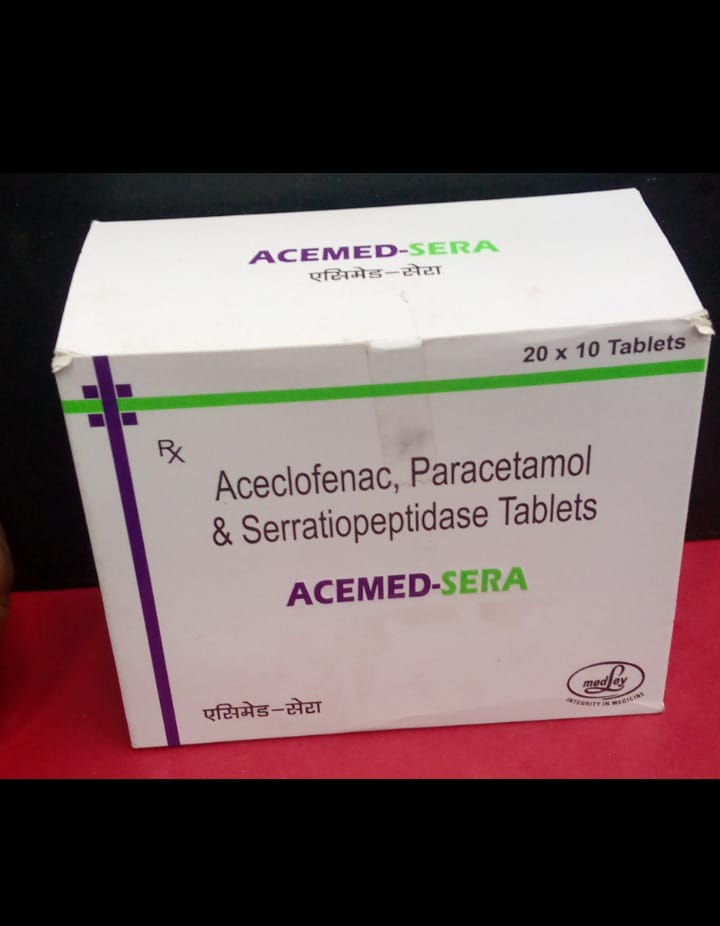 ACEMED-SERA
एसिमेड-सेरा
20 x 10 Tablets
Rx
Aceclofenac, Paracetamol
& Serratiopeptidase Tablets
ACEMED-SERA
एसिमेड-सेरा
medley
INTEGRITY IN MEDICINE